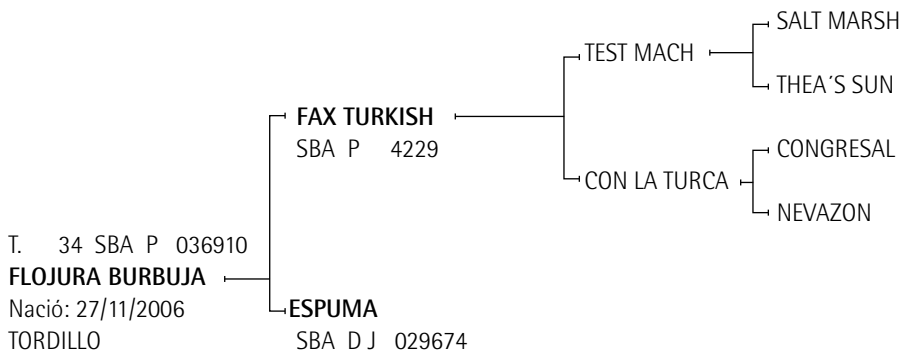 SALT MARSH
TEST MACH
THEA´S SUN
FAX TURKISH
SBA P 4229
CONGRESAL
CON LA TURCA
NEVAZON
T. 34 SBA P 036910
FLOJURA BURBUJA
Nació: 27/11/2006
TORDILLO
ESPUMA
SBA D J 029674